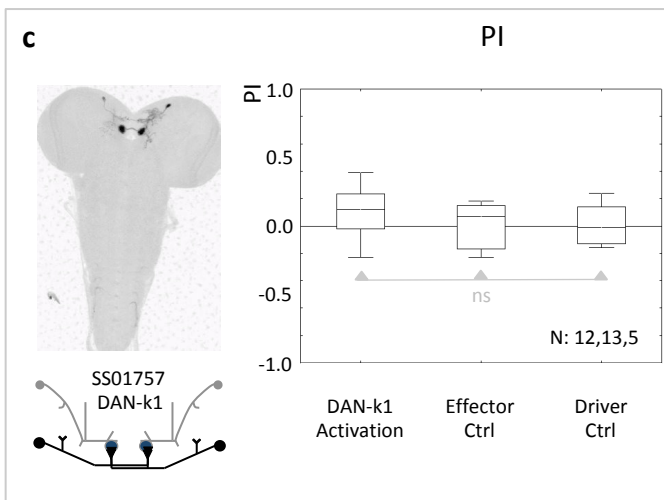 c
PI
PI
1.0
0.5
0.0
-0.5
-1.0
ns
N: 12,13,5
DAN-k1
Activation
Effector
Ctrl
Driver
Ctrl
SS01757
DAN-k1